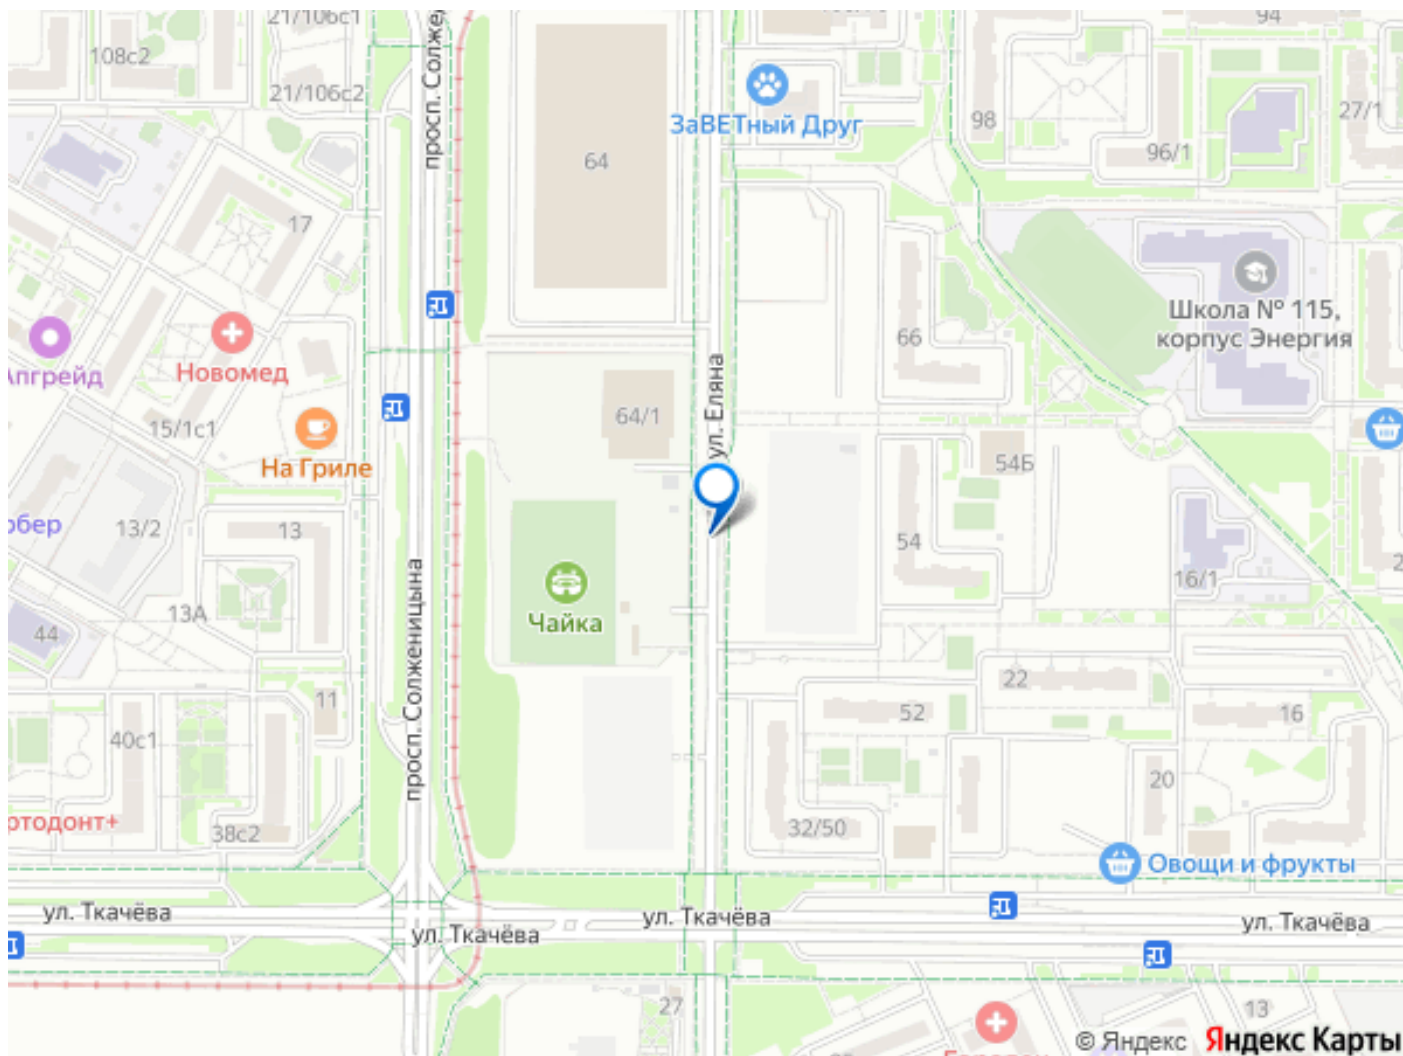 21/106с1
94
108с2
просп. Солже
21/106с2
ЗаВЕТный Друг
98
27/1
96/1
64
17
Школа № 115,
корпус Энергия
66
Новомед
Апгрейд
ул. Еляна
64/1
15/1с1
На Гриле
54Б
13/2
13
54
16/1
13А
44
Чайка
просп. Солженицына
11
22
52
16
40с1
20
32/50
38с2
ртодонт+
Овощи и фрукты
ул. Ткачёва
ул. Ткачёва
ул. Ткачёва
ул. Ткачёва
27
13
© Яндекс Яндекс Карты